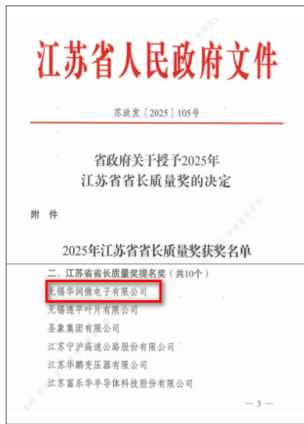 江苏省人民政府文件
苏政发〔2025〕105号
省政府关于授予2025年
江苏省省长质量奖的决定
附 件
2025年江苏省省长质量奖获奖名单
二、江苏省省长质量奖提名奖（共10个）
无锡华润微电子有限公司
无锡透平叶片有限公司
圣象集团有限公司
江苏宁沪高速公路股份有限公司
江苏华鹏变压器有限公司
江苏富乐华半导体科技股份有限公司
— 3 —